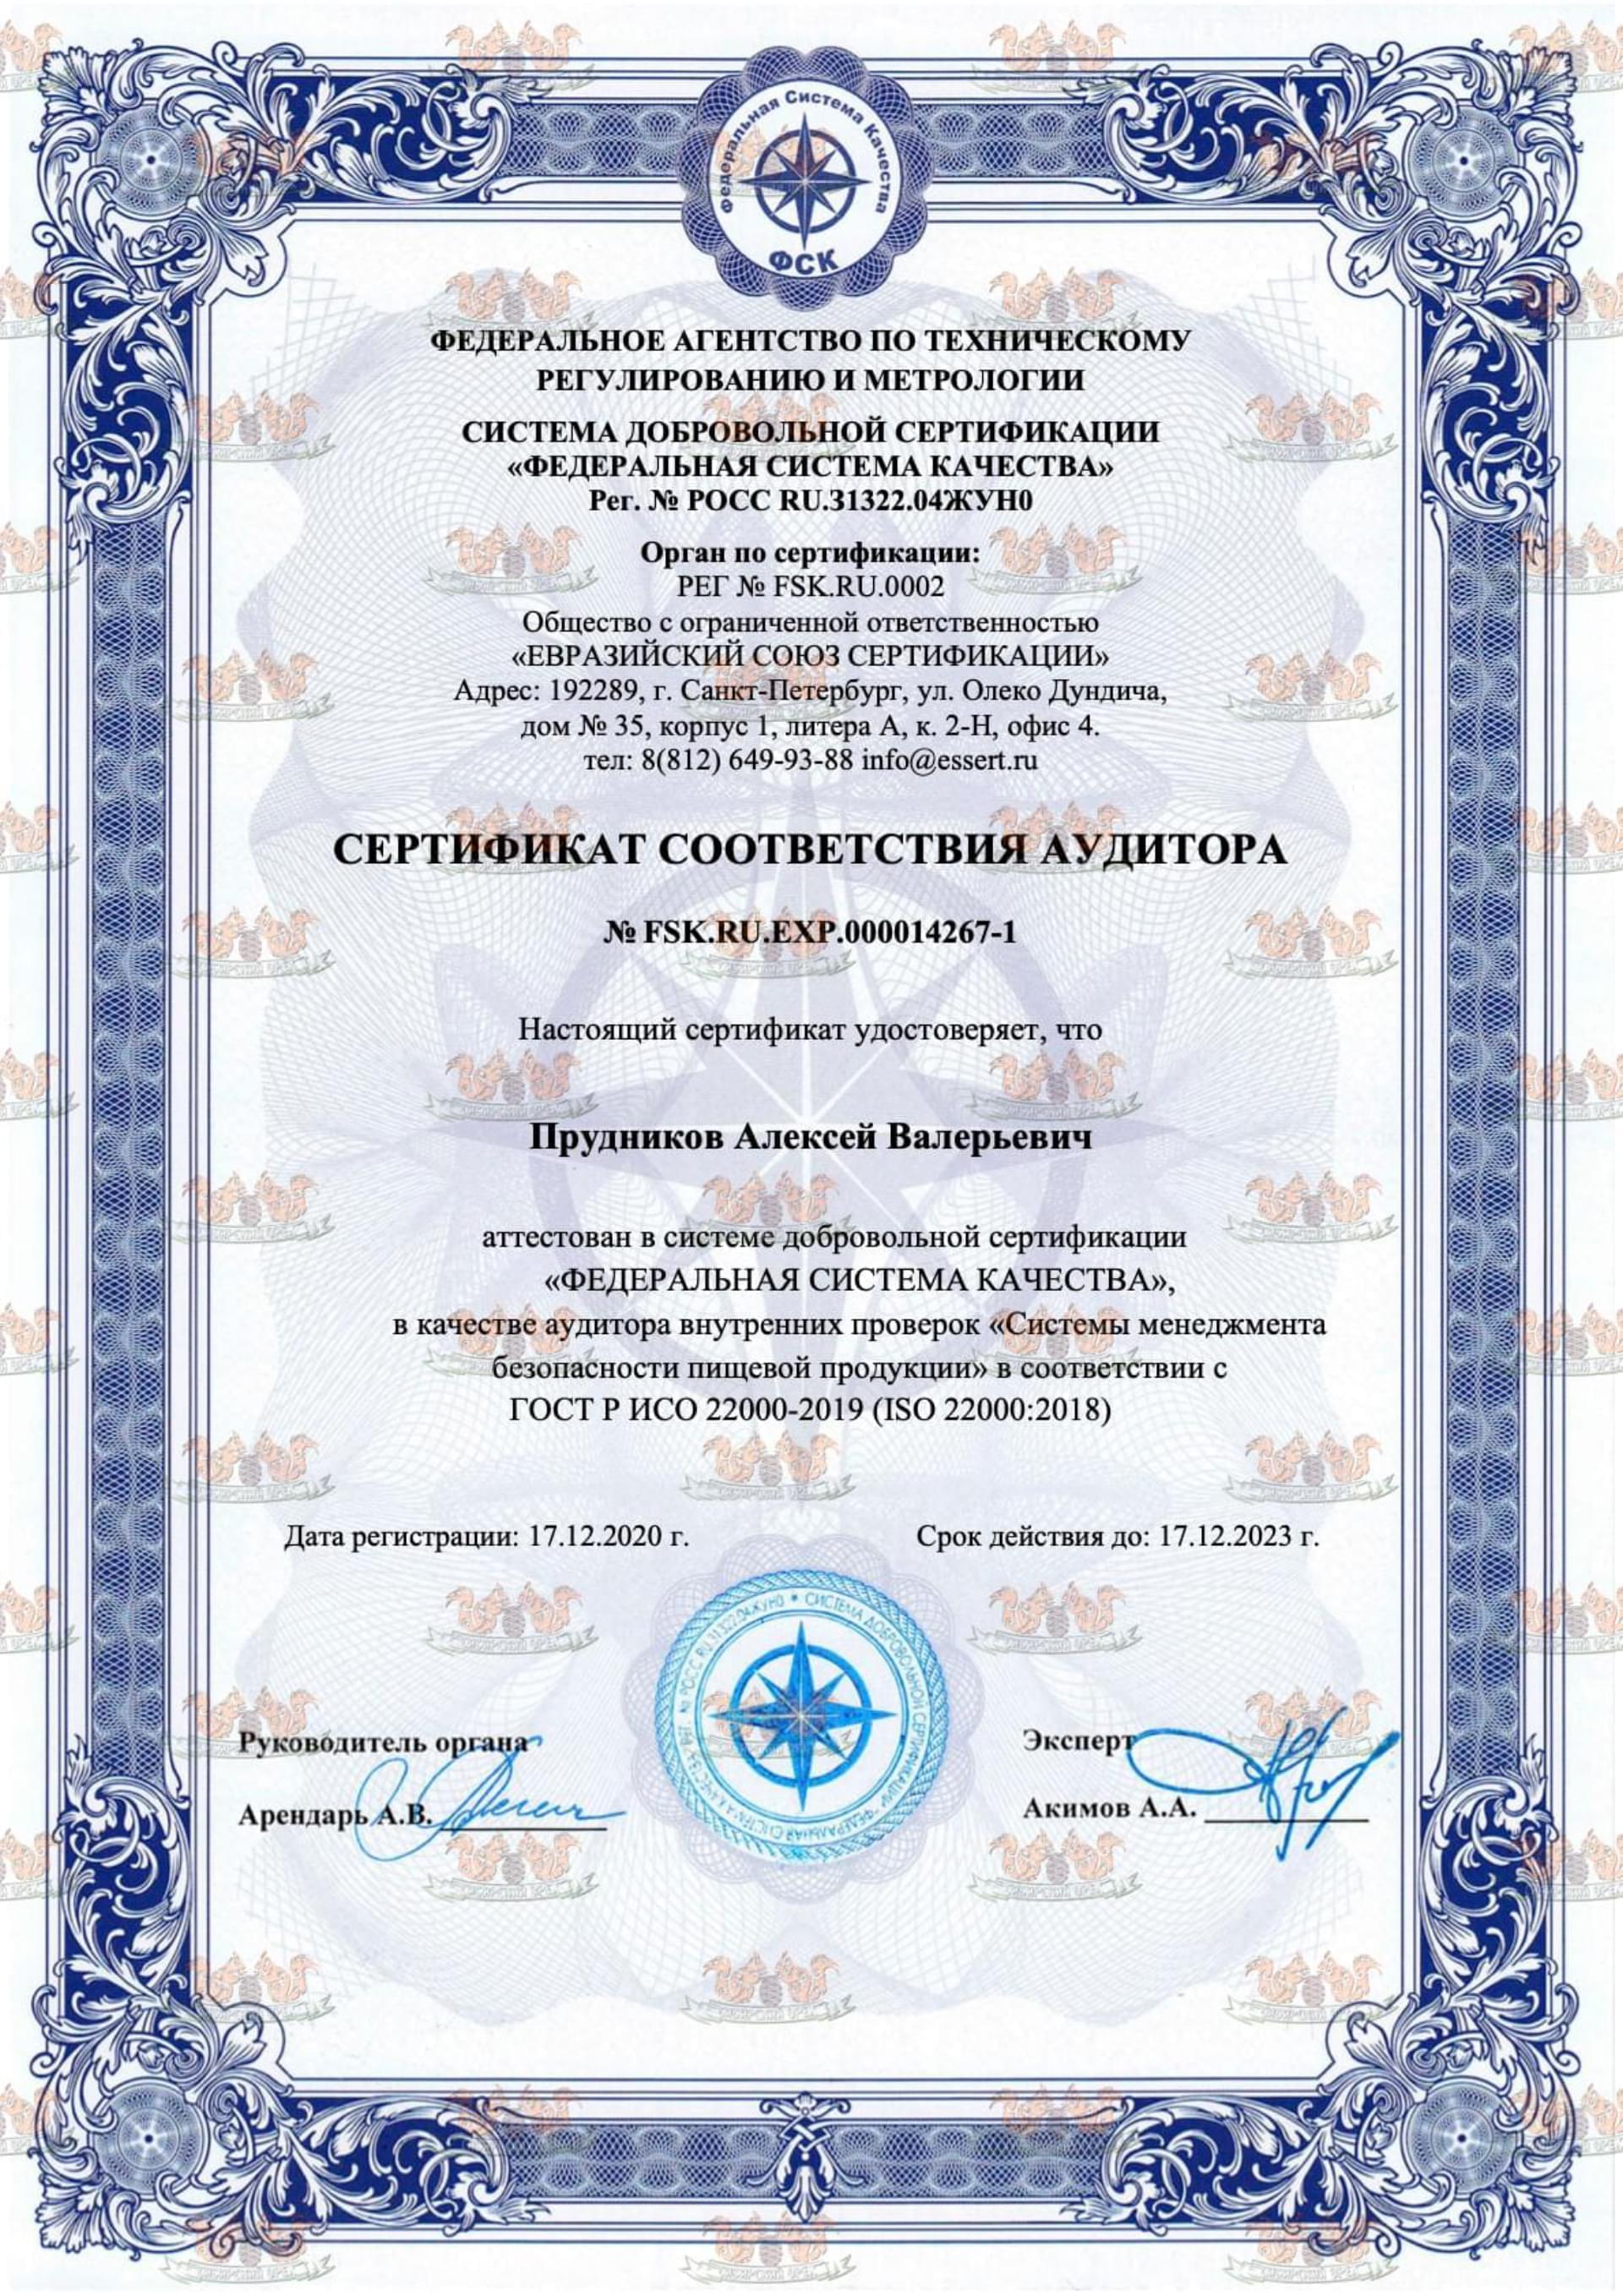 Федеральная Система Качества
ФСК
ФЕДЕРАЛЬНОЕ АГЕНТСТВО ПО ТЕХНИЧЕСКОМУ
РЕГУЛИРОВАНИЮ И МЕТРОЛОГИИ
СИСТЕМА ДОБРОВОЛЬНОЙ СЕРТИФИКАЦИИ
«ФЕДЕРАЛЬНАЯ СИСТЕМА КАЧЕСТВА»
Рег. № РОСС RU.31322.04ЖУН0
Орган по сертификации:
РЕГ № FSK.RU.0002
Общество с ограниченной ответственностью
«ЕВРАЗИЙСКИЙ СОЮЗ СЕРТИФИКАЦИИ»
Адрес: 192289, г. Санкт-Петербург, ул. Олеко Дундича,
дом № 35, корпус 1, литера А, к. 2-Н, офис 4.
тел: 8(812) 649-93-88 info@essert.ru
СЕРТИФИКАТ СООТВЕТСТВИЯ АУДИТОРА
№ FSK.RU.EXP.000014267-1
Настоящий сертификат удостоверяет, что
Прудников Алексей Валерьевич
аттестован в системе добровольной сертификации
«ФЕДЕРАЛЬНАЯ СИСТЕМА КАЧЕСТВА»,
в качестве аудитора внутренних проверок «Системы менеджмента
безопасности пищевой продукции» в соответствии с
ГОСТ Р ИСО 22000-2019 (ISO 22000:2018)
Дата регистрации: 17.12.2020 г.
Срок действия до: 17.12.2023 г.
№ РОСС RU.31322.04ЖУН0 * СИСТЕМА ДОБРОВОЛЬНОЙ СЕРТИФИКАЦИИ "ФЕДЕРАЛЬНАЯ СИСТЕМА КАЧЕСТВА"
Руководитель органа
Эксперт
Арендарь А.В.
Акимов А.А.